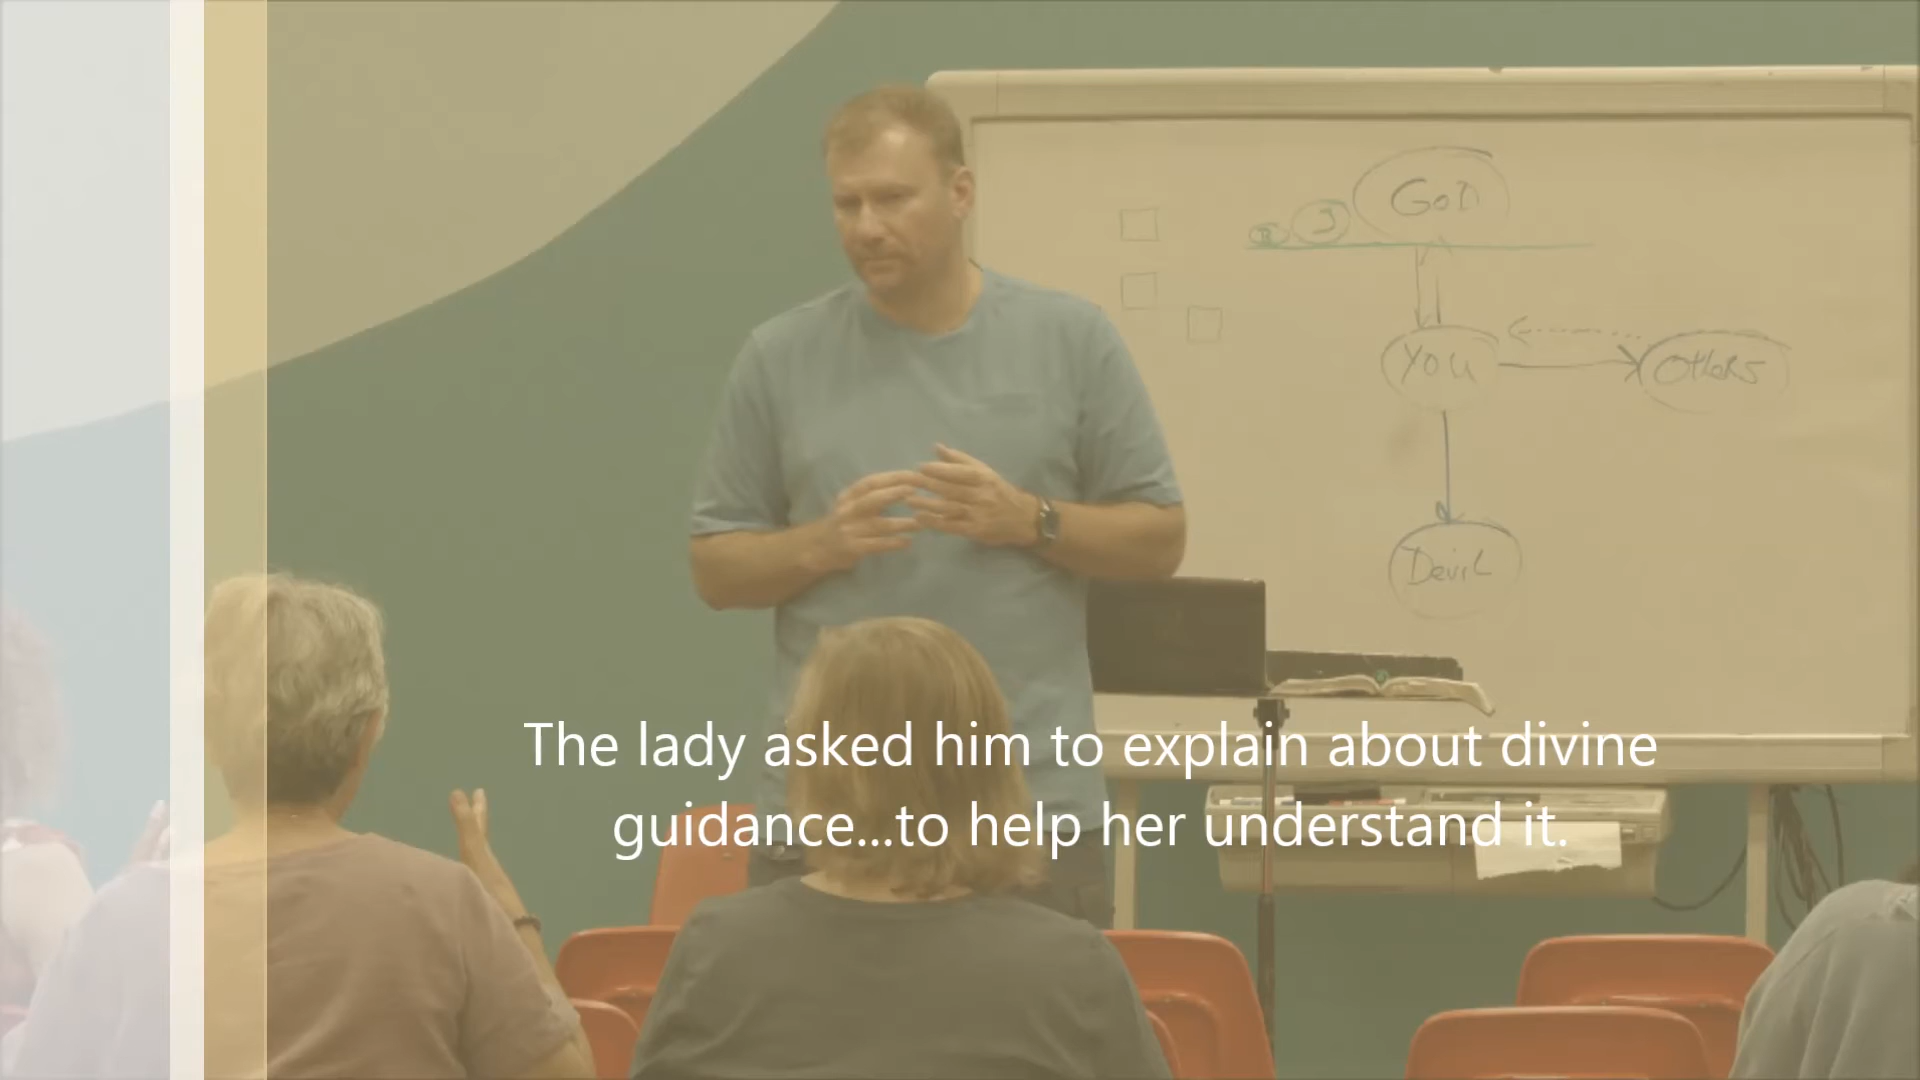 GOD
B J
You
Others
Devil
The lady asked him to explain about divine
guidance...to help her understand it.